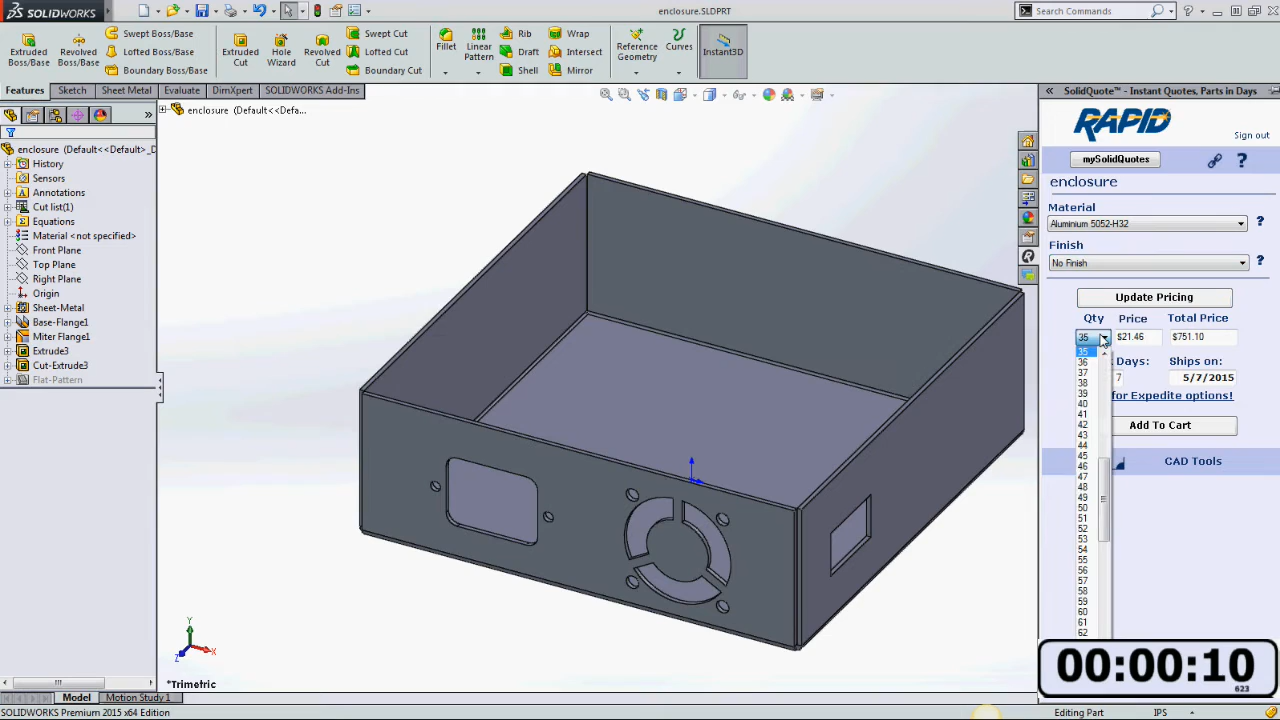 SOLIDWORKS
enclosure.SLDPRT
Search Commands
Extruded Boss/Base
Revolved Boss/Base
Swept Boss/Base
Lofted Boss/Base
Boundary Boss/Base
Extruded Cut
Hole Wizard
Revolved Cut
Swept Cut
Lofted Cut
Boundary Cut
Fillet
Linear Pattern
Rib
Draft
Shell
Wrap
Intersect
Mirror
Reference Geometry
Curves
Instant3D
Features
Sketch
Sheet Metal
Evaluate
DimXpert
SOLIDWORKS Add-Ins
enclosure (Default<<Default>_D
History
Sensors
Annotations
Cut list(1)
Equations
Material <not specified>
Front Plane
Top Plane
Right Plane
Origin
Sheet-Metal
Base-Flange1
Miter Flange1
Extrude3
Cut-Extrude3
Flat-Pattern
enclosure (Default<<Defa...
Y
X
Z
*Trimetric
SolidQuote™ - Instant Quotes, Parts in Days
RAPID
Sign out
mySolidQuotes
?
enclosure
Material
Aluminium 5052-H32
?
Finish
No Finish
?
Update Pricing
Qty Price Total Price
35 $21.46 $751.10
Days: Ships on:
7 5/7/2015
for Expedite options!
Add To Cart
CAD Tools
35
36
37
38
39
40
41
42
43
44
45
46
47
48
49
50
51
52
53
54
55
56
57
58
59
60
61
62
00:00:10
623
Model
Motion Study 1
SOLIDWORKS Premium 2015 x64 Edition
Editing Part
IPS